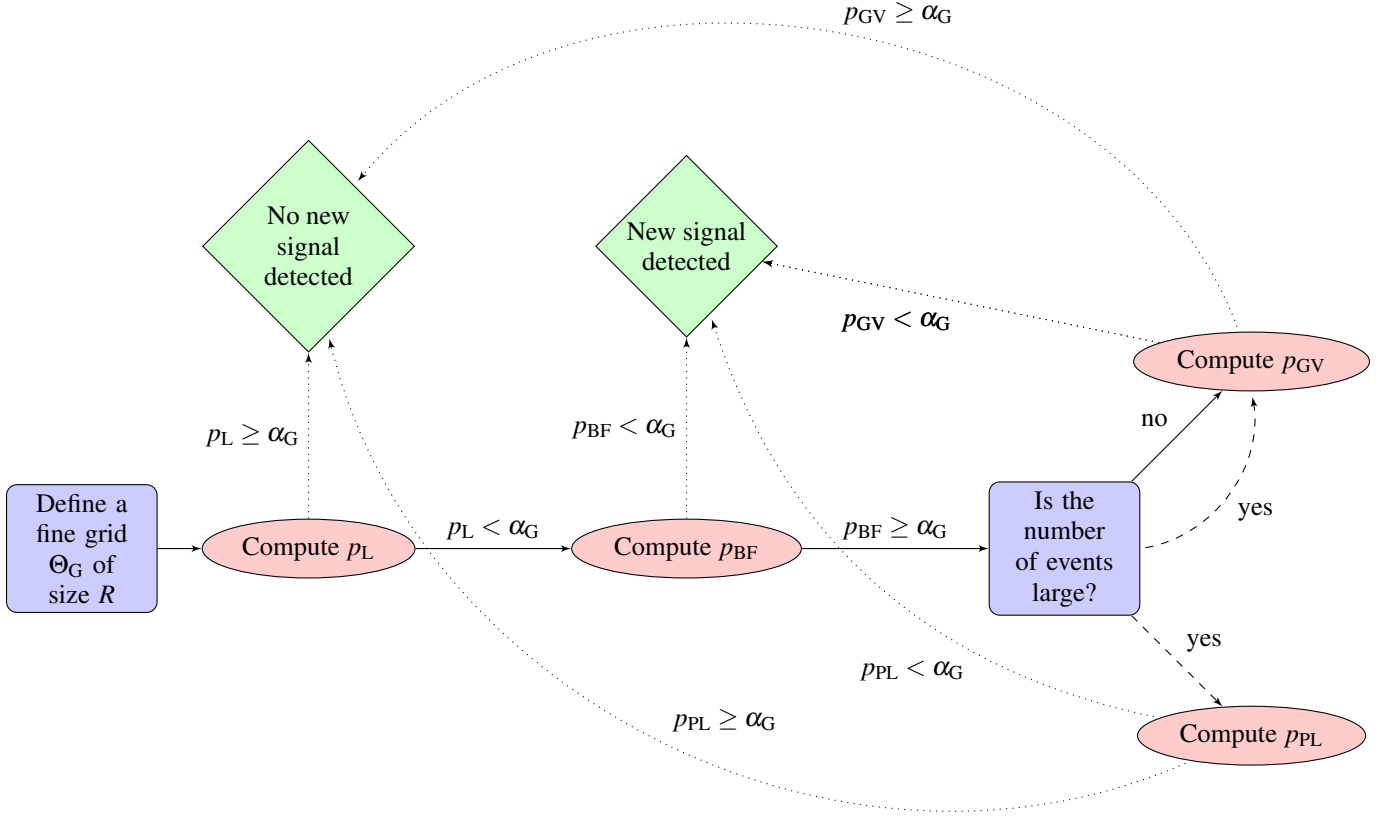 p_GV ≥ α_G
No new
signal
detected
New signal
detected
p_GV < α_G
Compute p_GV
no
p_L ≥ α_G
p_BF < α_G
yes
Define a
fine grid
Θ_G of
size R
Compute p_L
p_L < α_G
Compute p_BF
p_BF ≥ α_G
Is the
number
of events
large?
yes
p_PL < α_G
p_PL ≥ α_G
Compute p_PL